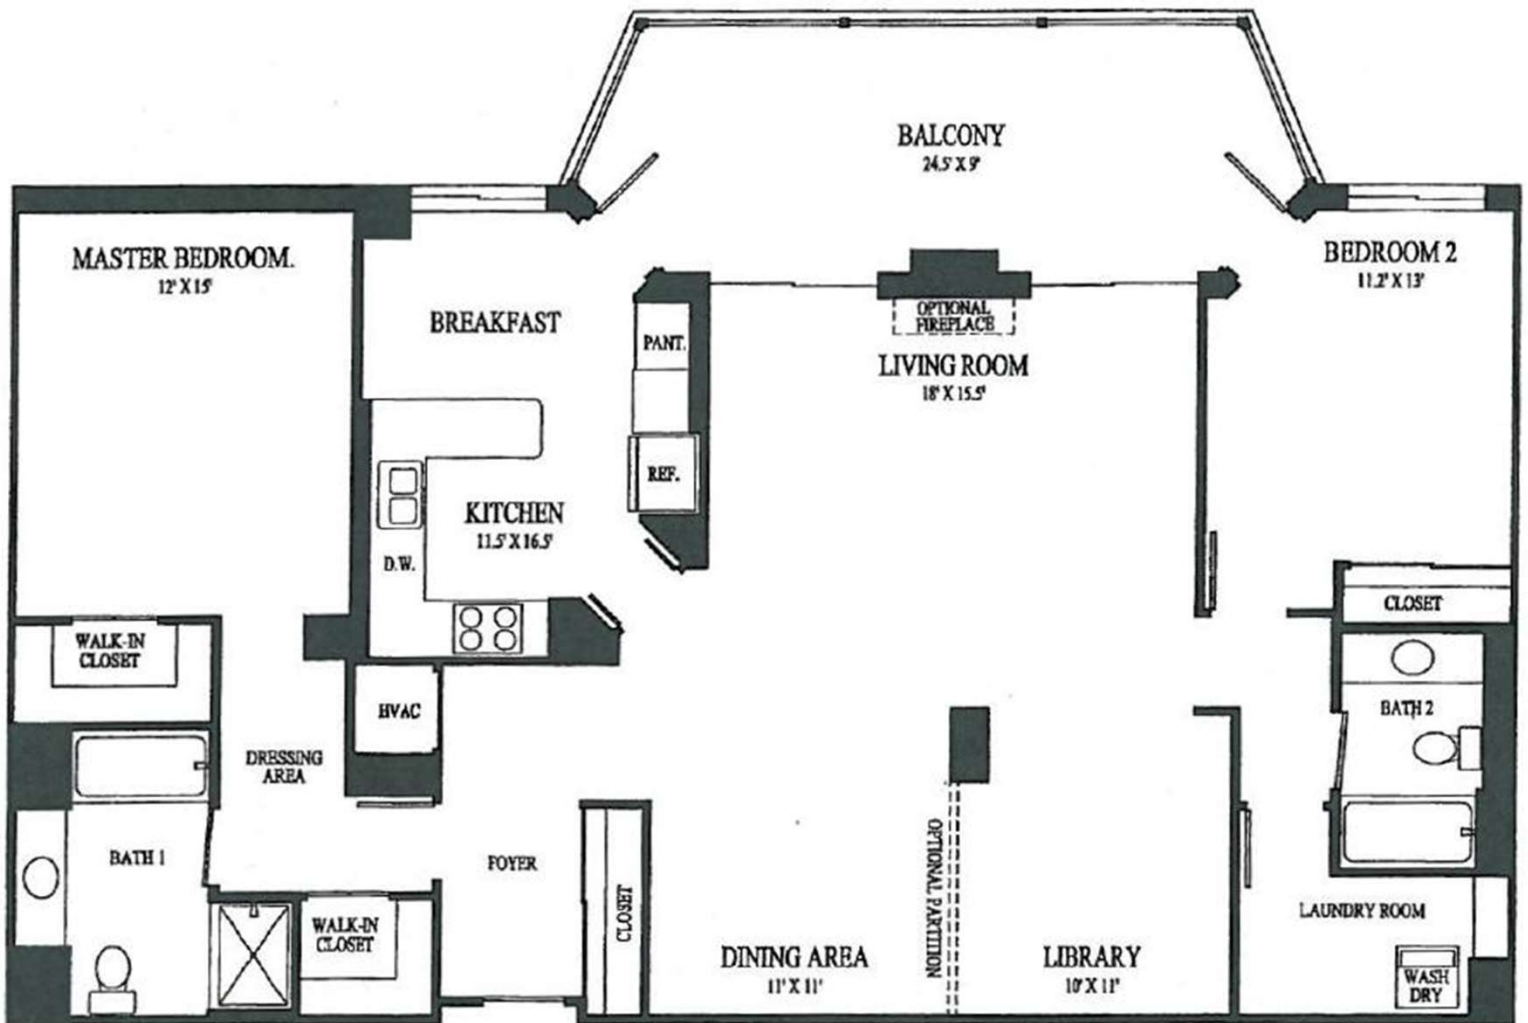 BALCONY
24.5' X 9'
MASTER BEDROOM.
12' X 15'
BREAKFAST
PANT.
OPTIONAL
FIREPLACE
LIVING ROOM
18' X 15.5'
BEDROOM 2
11.2' X 13'
REF.
KITCHEN
11.5' X 16.5'
D.W.
CLOSET
WALK-IN
CLOSET
HVAC
BATH 2
DRESSING
AREA
BATH 1
FOYER
CLOSET
OPTIONAL PARTITION
WALK-IN
CLOSET
DINING AREA
11' X 11'
LIBRARY
10' X 11'
LAUNDRY ROOM
WASH
DRY